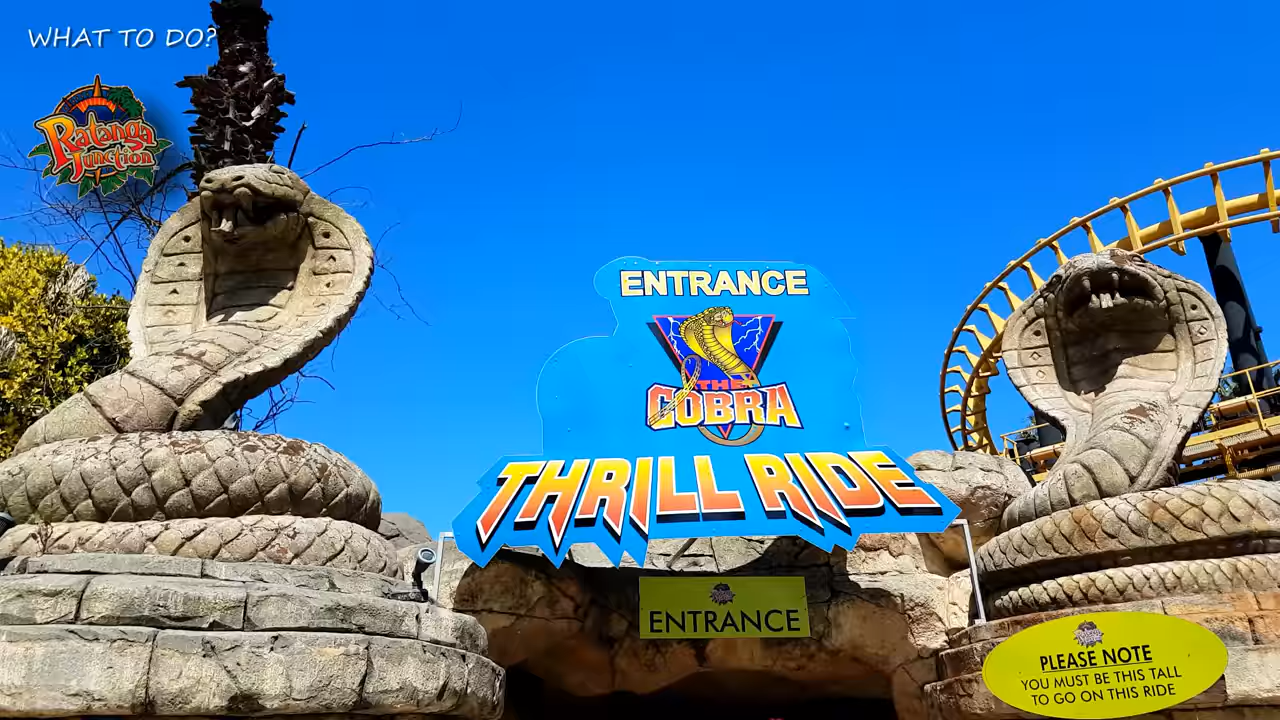 WHAT TO DO?
Ratanga
Junction
ENTRANCE
THE
COBRA
THRILL RIDE
ENTRANCE
PLEASE NOTE
YOU MUST BE THIS TALL
TO GO ON THIS RIDE